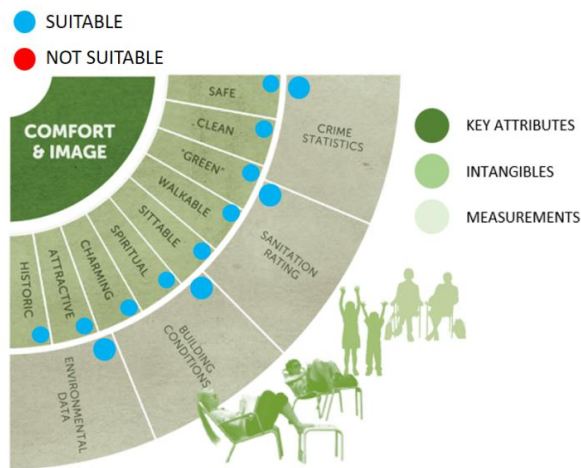 SUITABLE
NOT SUITABLE
COMFORT
& IMAGE
SAFE
CLEAN
"GREEN"
WALKABLE
SITTABLE
SPIRITUAL
CHARMING
ATTRACTIVE
HISTORIC
CRIME
STATISTICS
SANITATION
RATING
BUILDING
CONDITIONS
ENVIRONMENTAL
DATA
KEY ATTRIBUTES
INTANGIBLES
MEASUREMENTS